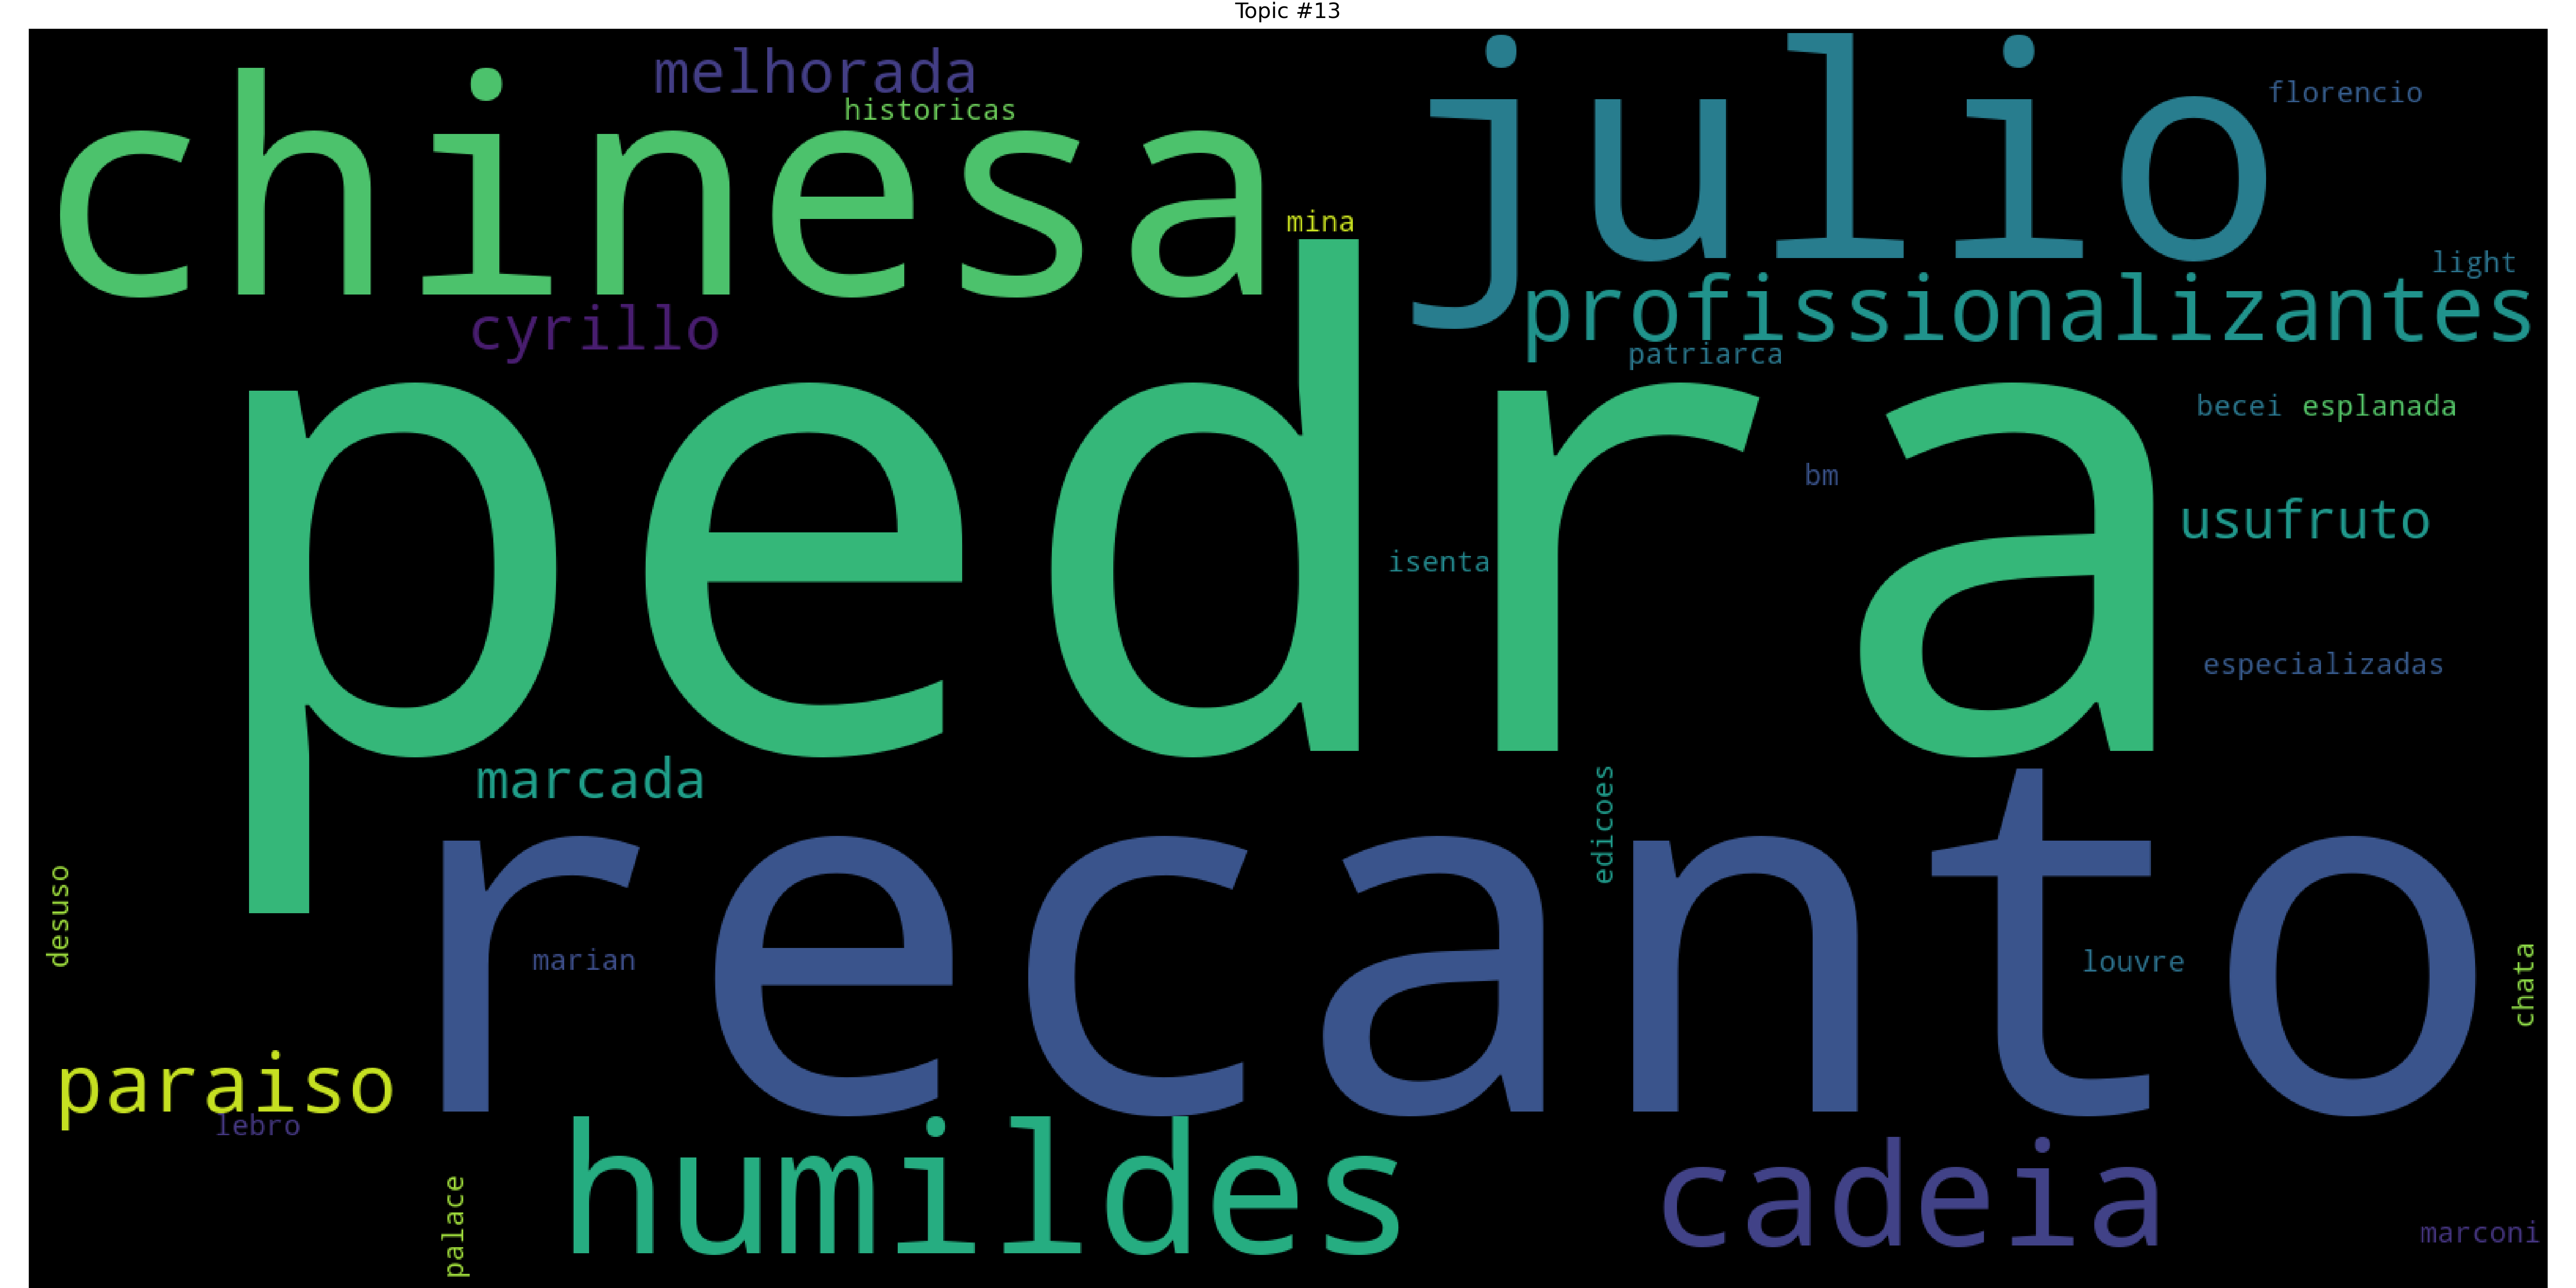 Topic #13
melhorada
historicas
chinesa
julio
florencio
mina
light
profissionalizantes
cyrillo
patriarca
pedra
becei
esplanada
bm
usufruto
isenta
especializadas
marcada
edicoes
recanto
desuso
marian
louvre
chata
paraiso
lebro
humildes
cadeia
palace
marconi